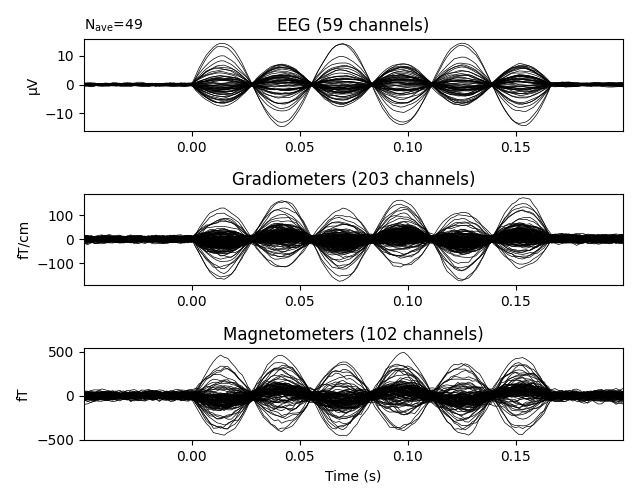 Nave=49
EEG (59 channels)
µV
10
0
−10
0.00 0.05 0.10 0.15
Gradiometers (203 channels)
fT/cm
100
0
−100
0.00 0.05 0.10 0.15
Magnetometers (102 channels)
fT
500
0
−500
0.00 0.05 0.10 0.15
Time (s)